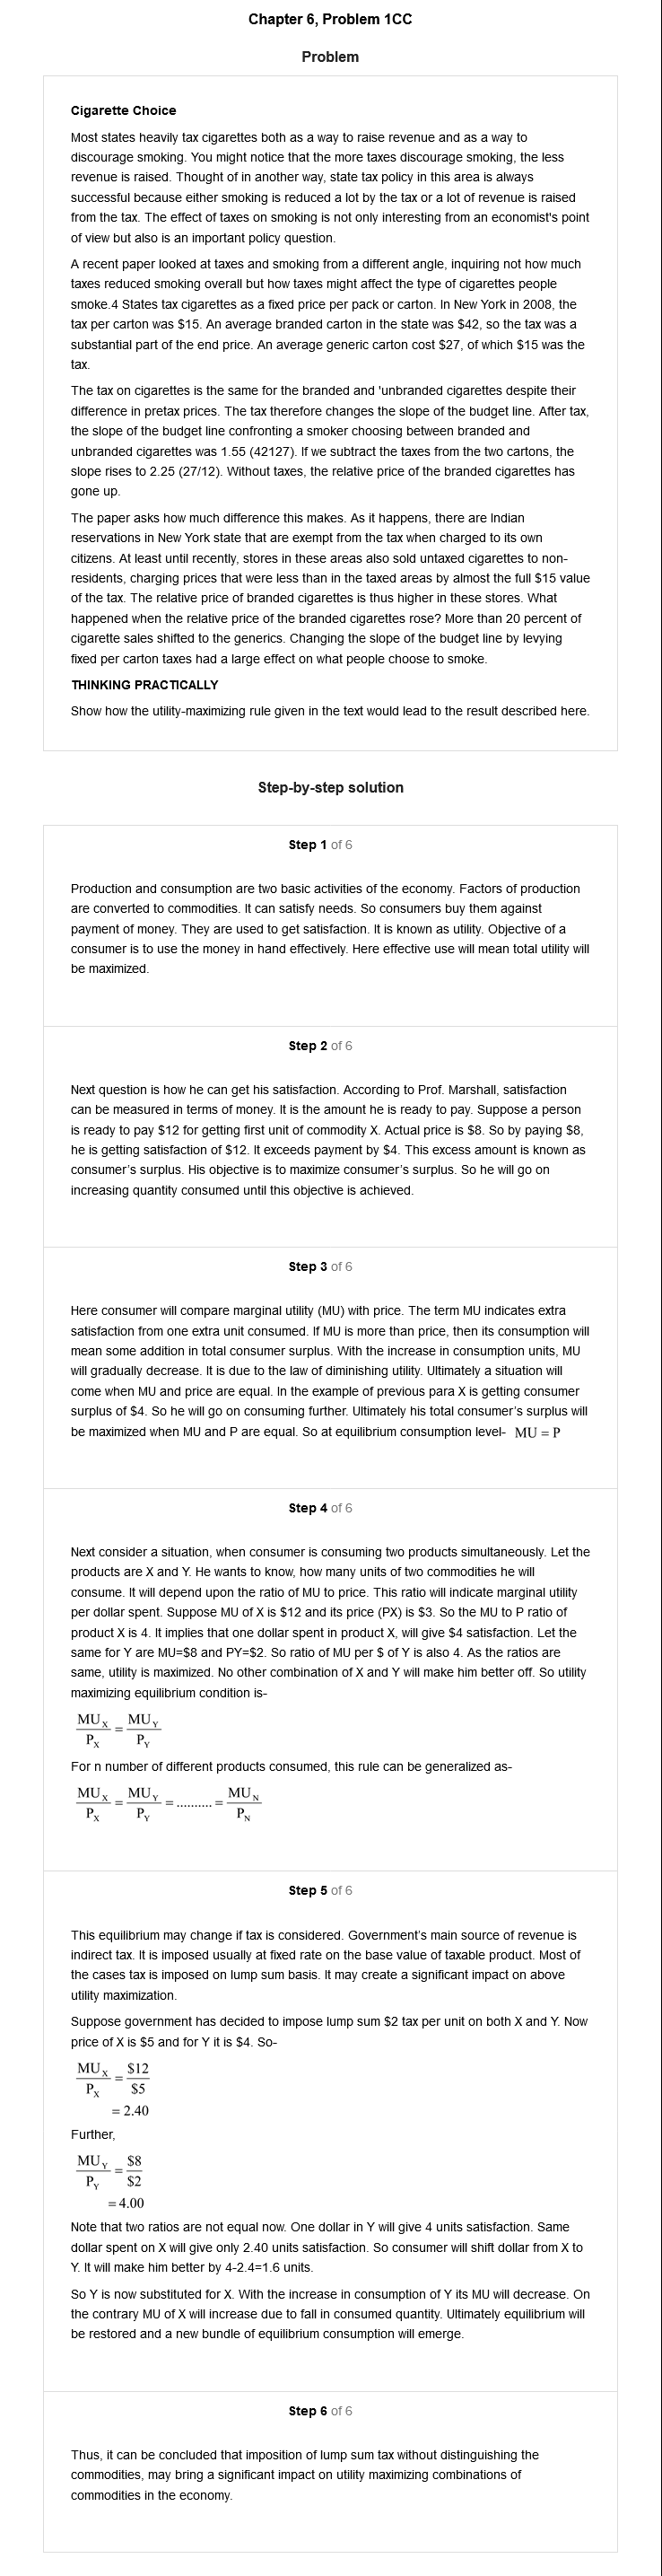 Chapter 6, Problem 1CC
Problem
Cigarette Choice
Most states heavily tax cigarettes both as a way to raise revenue and as a way to
discourage smoking. You might notice that the more taxes discourage smoking, the less
revenue is raised. Thought of in another way, state tax policy in this area is always
successful because either smoking is reduced a lot by the tax or a lot of revenue is raised
from the tax. The effect of taxes on smoking is not only interesting from an economist's point
of view but also is an important policy question.
A recent paper looked at taxes and smoking from a different angle, inquiring not how much
taxes reduced smoking overall but how taxes might affect the type of cigarettes people
smoke.4 States tax cigarettes as a fixed price per pack or carton. In New York in 2008, the
tax per carton was $15. An average branded carton in the state was $42, so the tax was a
substantial part of the end price. An average generic carton cost $27, of which $15 was the
tax.
The tax on cigarettes is the same for the branded and 'unbranded cigarettes despite their
difference in pretax prices. The tax therefore changes the slope of the budget line. After tax,
the slope of the budget line confronting a smoker choosing between branded and
unbranded cigarettes was 1.55 (42127). If we subtract the taxes from the two cartons, the
slope rises to 2.25 (27/12). Without taxes, the relative price of the branded cigarettes has
gone up.
The paper asks how much difference this makes. As it happens, there are Indian
reservations in New York state that are exempt from the tax when charged to its own
citizens. At least until recently, stores in these areas also sold untaxed cigarettes to non-
residents, charging prices that were less than in the taxed areas by almost the full $15 value
of the tax. The relative price of branded cigarettes is thus higher in these stores. What
happened when the relative price of the branded cigarettes rose? More than 20 percent of
cigarette sales shifted to the generics. Changing the slope of the budget line by levying
fixed per carton taxes had a large effect on what people choose to smoke.
THINKING PRACTICALLY
Show how the utility-maximizing rule given in the text would lead to the result described here.
Step-by-step solution
Step 1 of 6
Production and consumption are two basic activities of the economy. Factors of production
are converted to commodities. It can satisfy needs. So consumers buy them against
payment of money. They are used to get satisfaction. It is known as utility. Objective of a
consumer is to use the money in hand effectively. Here effective use will mean total utility will
be maximized.
Step 2 of 6
Next question is how he can get his satisfaction. According to Prof. Marshall, satisfaction
can be measured in terms of money. It is the amount he is ready to pay. Suppose a person
is ready to pay $12 for getting first unit of commodity X. Actual price is $8. So by paying $8,
he is getting satisfaction of $12. It exceeds payment by $4. This excess amount is known as
consumer's surplus. His objective is to maximize consumer's surplus. So he will go on
increasing quantity consumed until this objective is achieved.
Step 3 of 6
Here consumer will compare marginal utility (MU) with price. The term MU indicates extra
satisfaction from one extra unit consumed. If MU is more than price, then its consumption will
mean some addition in total consumer surplus. With the increase in consumption units, MU
will gradually decrease. It is due to the law of diminishing utility. Ultimately a situation will
come when MU and price are equal. In the example of previous para X is getting consumer
surplus of $4. So he will go on consuming further. Ultimately his total consumer's surplus will
be maximized when MU and P are equal. So at equilibrium consumption level- MU = P
Step 4 of 6
Next consider a situation, when consumer is consuming two products simultaneously. Let the
products are X and Y. He wants to know, how many units of two commodities he will
consume. It will depend upon the ratio of MU to price. This ratio will indicate marginal utility
per dollar spent. Suppose MU of X is $12 and its price (PX) is $3. So the MU to P ratio of
product X is 4. It implies that one dollar spent in product X, will give $4 satisfaction. Let the
same for Y are MU=$8 and PY=$2. So ratio of MU per $ of Y is also 4. As the ratios are
same, utility is maximized. No other combination of X and Y will make him better off. So utility
maximizing equilibrium condition is-
MU_X / P_X = MU_Y / P_Y
For n number of different products consumed, this rule can be generalized as-
MU_X / P_X = MU_Y / P_Y = .......... = MU_N / P_N
Step 5 of 6
This equilibrium may change if tax is considered. Government's main source of revenue is
indirect tax. It is imposed usually at fixed rate on the base value of taxable product. Most of
the cases tax is imposed on lump sum basis. It may create a significant impact on above
utility maximization.
Suppose government has decided to impose lump sum $2 tax per unit on both X and Y. Now
price of X is $5 and for Y it is $4. So-
MU_X / P_X = $12 / $5
= 2.40
Further,
MU_Y / P_Y = $8 / $2
= 4.00
Note that two ratios are not equal now. One dollar in Y will give 4 units satisfaction. Same
dollar spent on X will give only 2.40 units satisfaction. So consumer will shift dollar from X to
Y. It will make him better by 4-2.4=1.6 units.
So Y is now substituted for X. With the increase in consumption of Y its MU will decrease. On
the contrary MU of X will increase due to fall in consumed quantity. Ultimately equilibrium will
be restored and a new bundle of equilibrium consumption will emerge.
Step 6 of 6
Thus, it can be concluded that imposition of lump sum tax without distinguishing the
commodities, may bring a significant impact on utility maximizing combinations of
commodities in the economy.